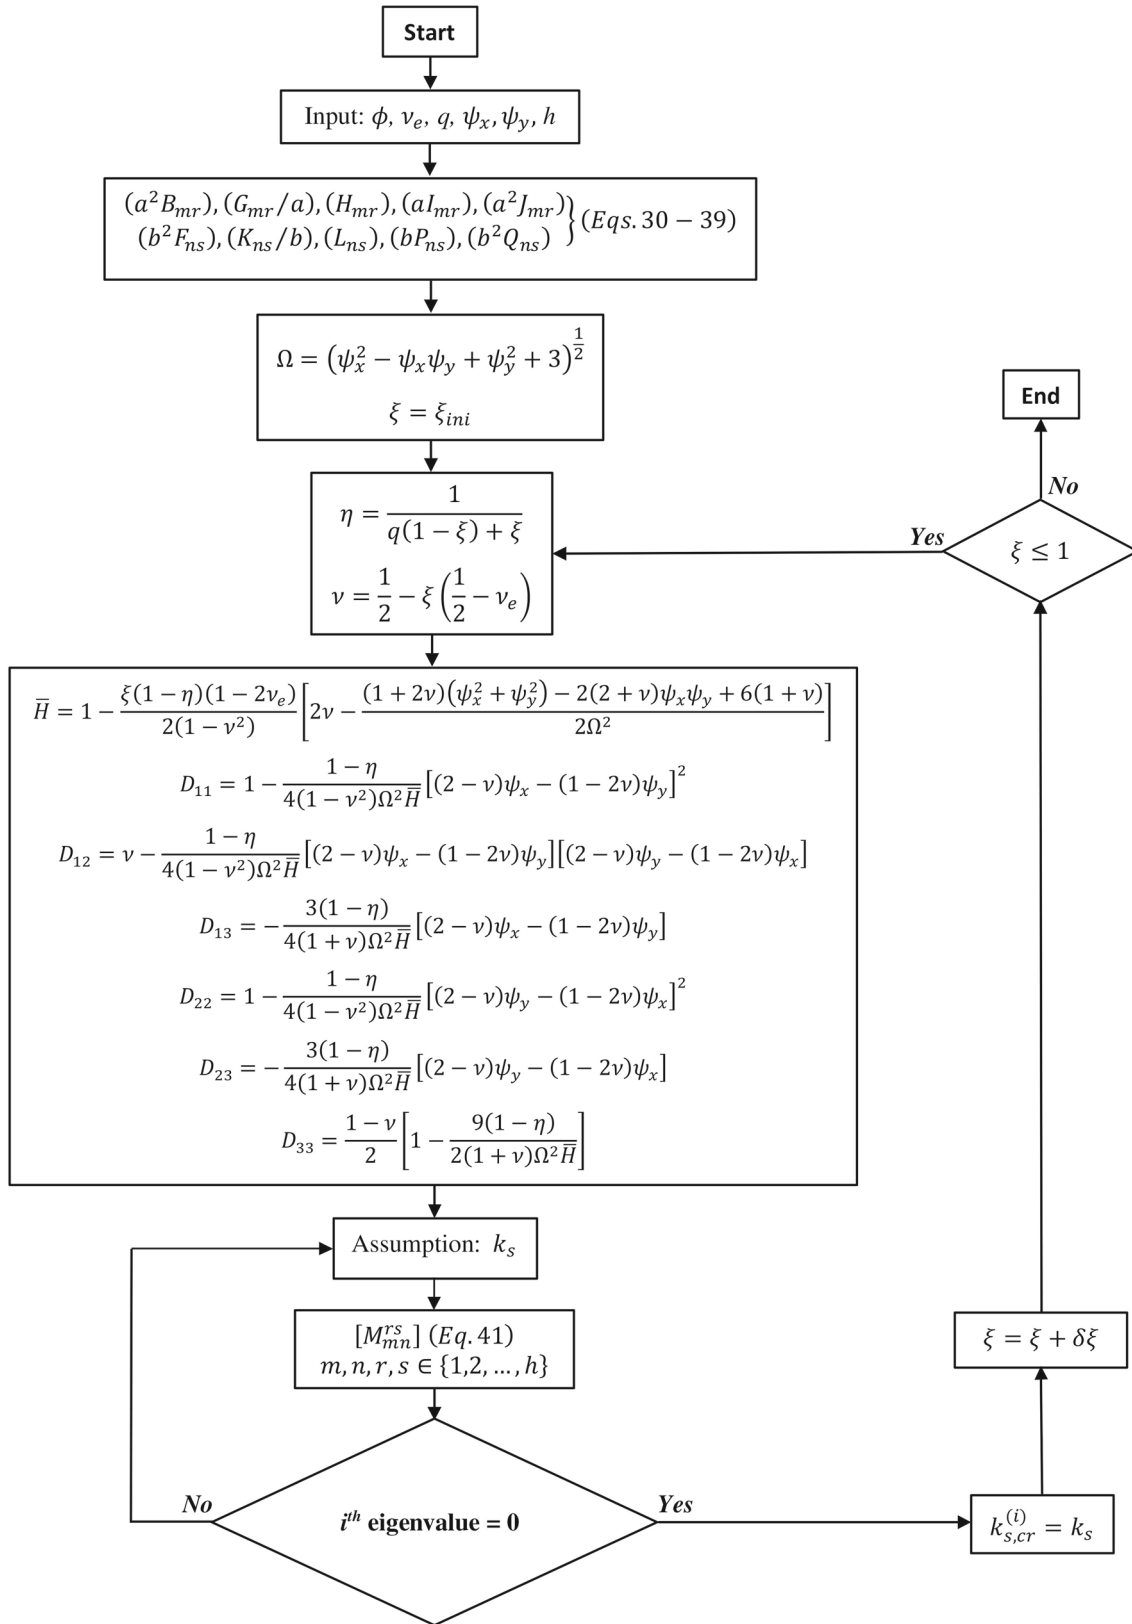 Start
Input: ϕ, ν_e, q, ψ_x, ψ_y, h
(a²B_mr), (G_mr/a), (H_mr), (aI_mr), (a²J_mr)
(b²F_ns), (K_ns/b), (L_ns), (bP_ns), (b²Q_ns) } (Eqs. 30 − 39)
Ω = (ψ_x² − ψ_xψ_y + ψ_y² + 3)^(1/2)
ξ = ξ_ini
η = 1 / (q(1 − ξ) + ξ)
ν = 1/2 − ξ(1/2 − ν_e)
H̅ = 1 − ξ(1 − η)(1 − 2ν_e) / (2(1 − ν²)) [2ν − ((1 + 2ν)(ψ_x² + ψ_y²) − 2(2 + ν)ψ_xψ_y + 6(1 + ν)) / (2Ω²)]
D_11 = 1 − (1 − η) / (4(1 − ν²)Ω²H̅) [(2 − ν)ψ_x − (1 − 2ν)ψ_y]²
D_12 = ν − (1 − η) / (4(1 − ν²)Ω²H̅) [(2 − ν)ψ_x − (1 − 2ν)ψ_y][(2 − ν)ψ_y − (1 − 2ν)ψ_x]
D_13 = − 3(1 − η) / (4(1 + ν)Ω²H̅) [(2 − ν)ψ_x − (1 − 2ν)ψ_y]
D_22 = 1 − (1 − η) / (4(1 − ν²)Ω²H̅) [(2 − ν)ψ_y − (1 − 2ν)ψ_x]²
D_23 = − 3(1 − η) / (4(1 + ν)Ω²H̅) [(2 − ν)ψ_y − (1 − 2ν)ψ_x]
D_33 = (1 − ν) / 2 [1 − 9(1 − η) / (2(1 + ν)Ω²H̅)]
Assumption: k_s
[M_mn^rs] (Eq. 41)
m, n, r, s ∈ {1,2, …, h}
i^th eigenvalue = 0
No
Yes
k_s,cr^(i) = k_s
ξ = ξ + δξ
ξ ≤ 1
Yes
No
End